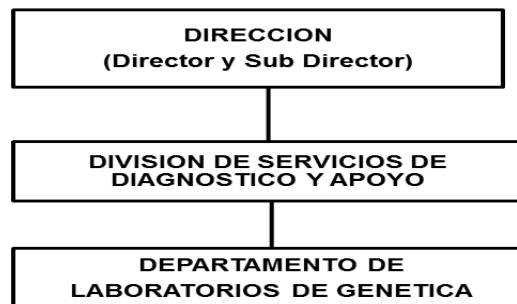 DIRECCION
(Director y Sub Director)
DIVISION DE SERVICIOS DE
DIAGNOSTICO Y APOYO
DEPARTAMENTO DE
LABORATORIOS DE GENETICA